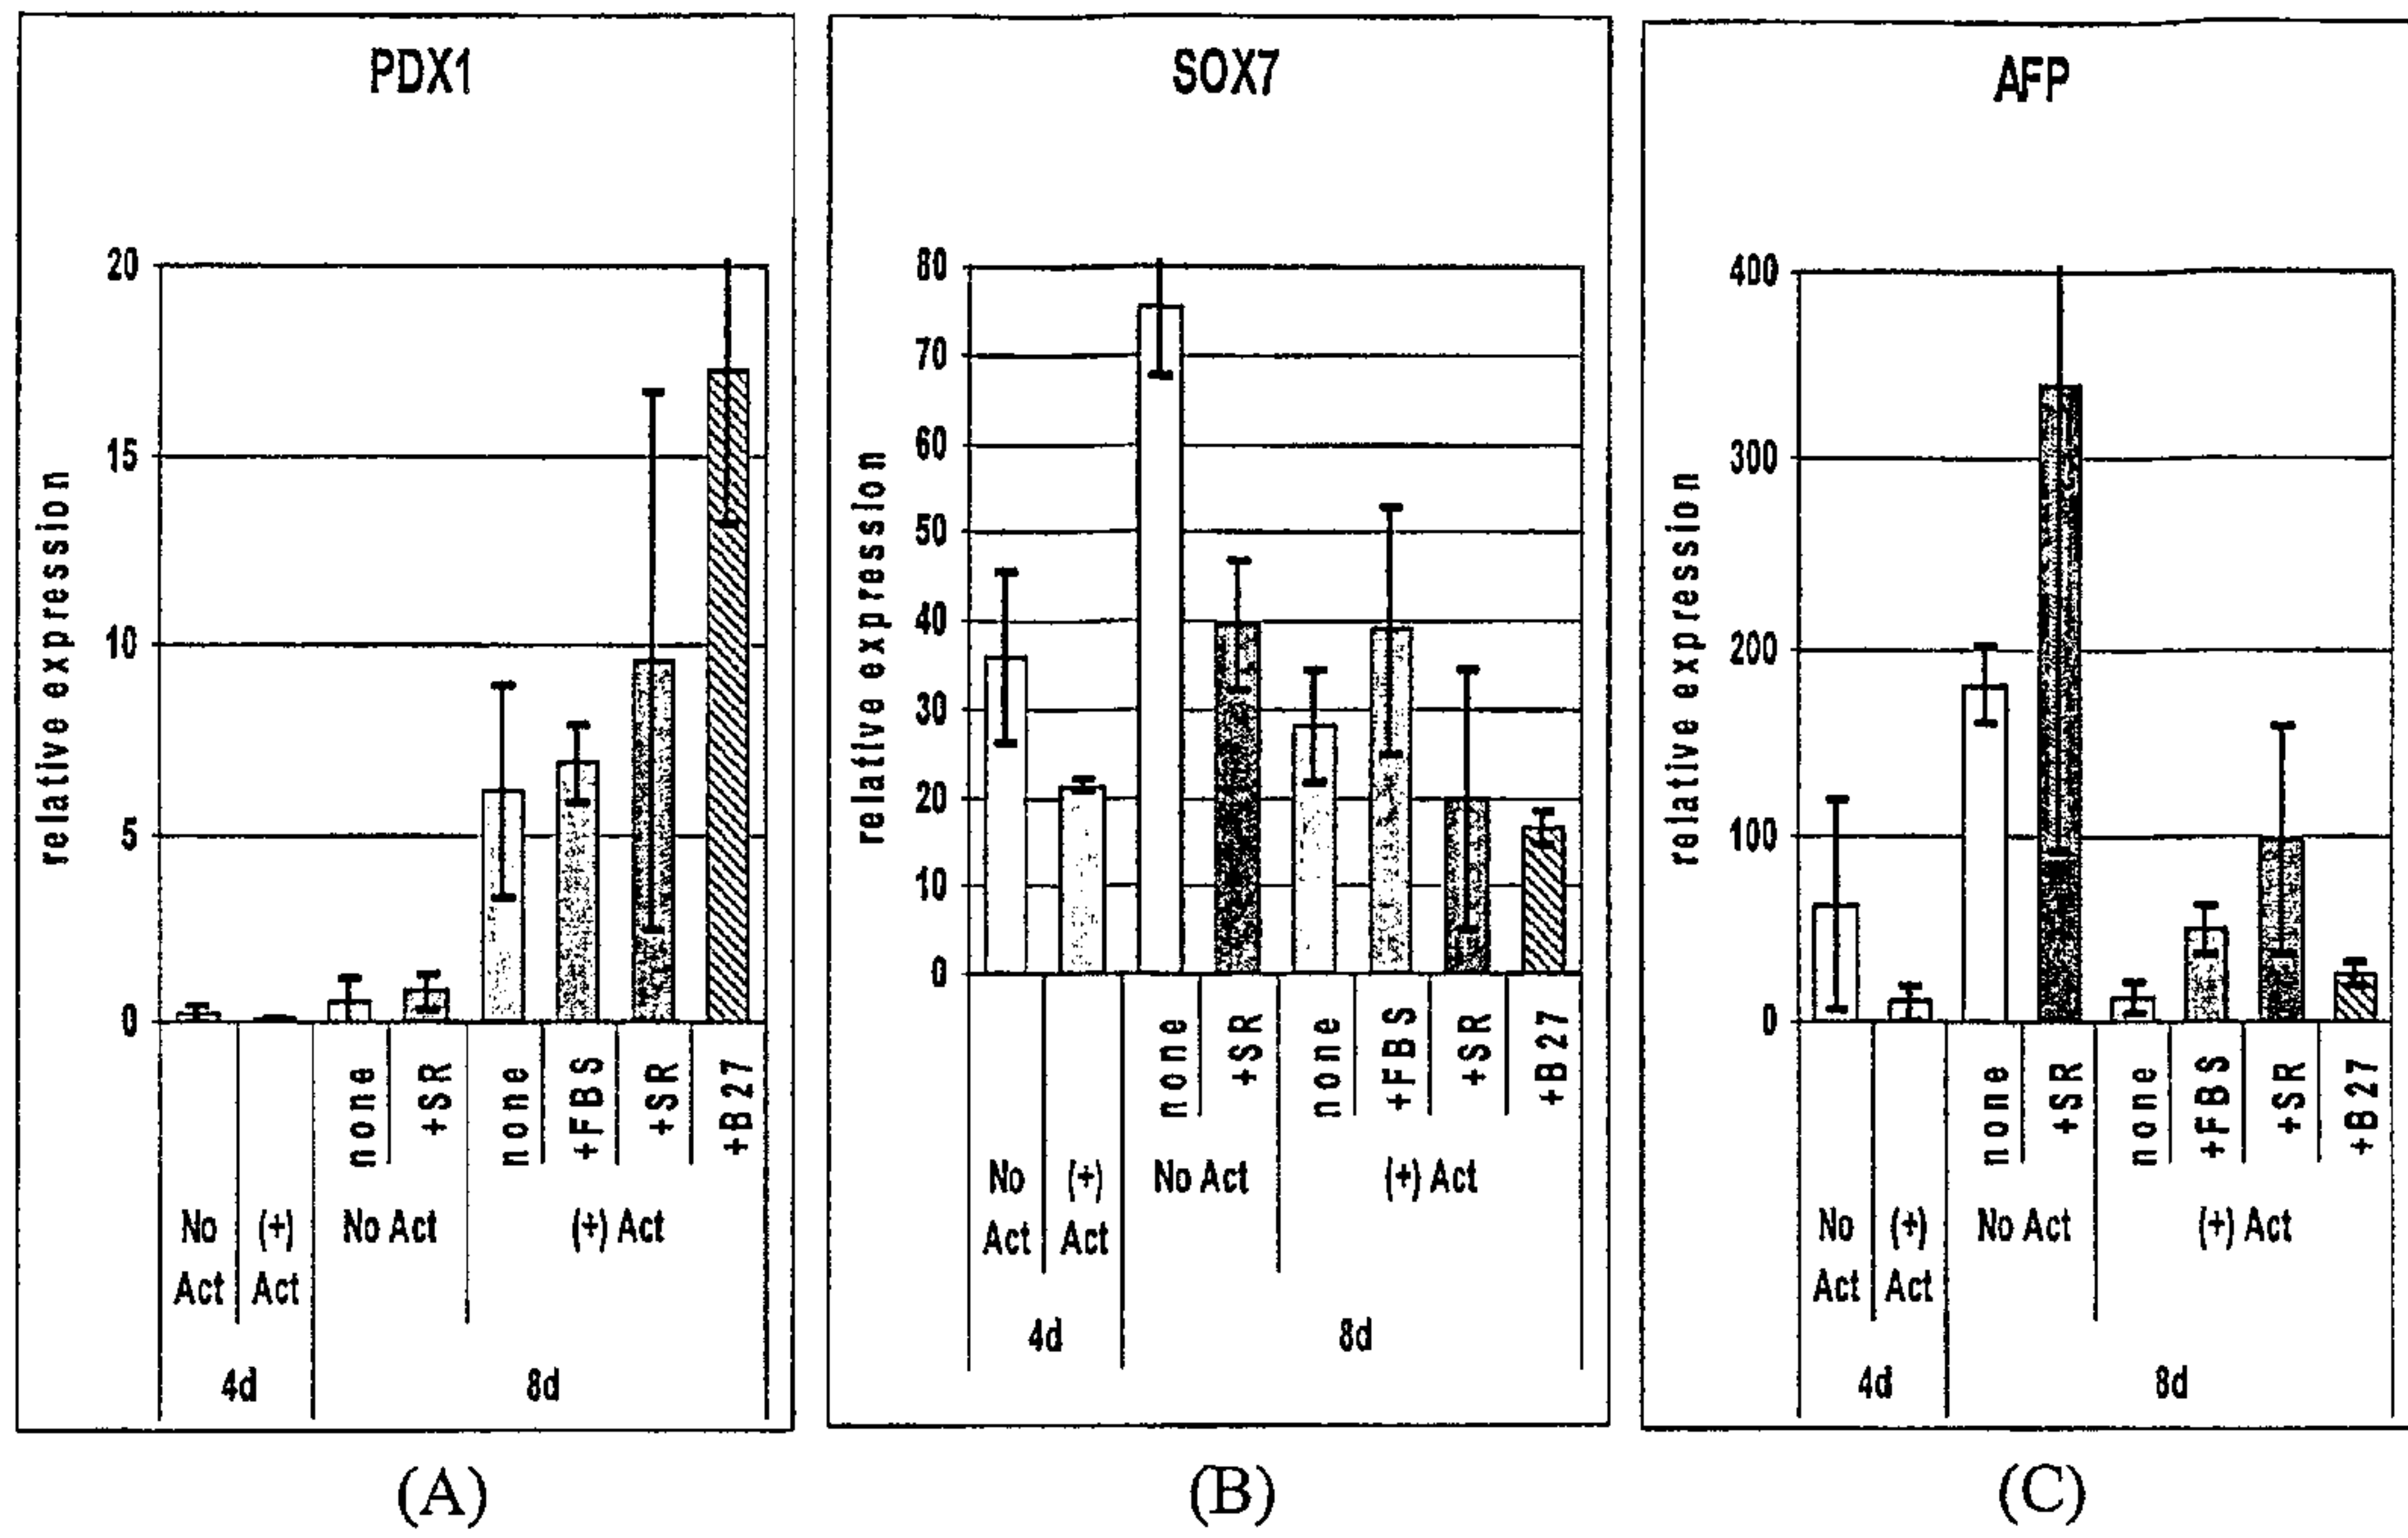 PDX1
20
15
10
5
0
relative expression
none
+SR
none
+FBS
+SR
+B27
No Act
(+) Act
No Act
(+) Act
4d
8d
(A)
SOX7
80
70
60
50
40
30
20
10
0
relative expression
none
+SR
none
+FBS
+SR
+B27
No Act
(+) Act
No Act
(+) Act
4d
8d
(B)
AFP
400
300
200
100
0
relative expression
none
+SR
none
+FBS
+SR
+B27
No Act
(+) Act
No Act
(+) Act
4d
8d
(C)